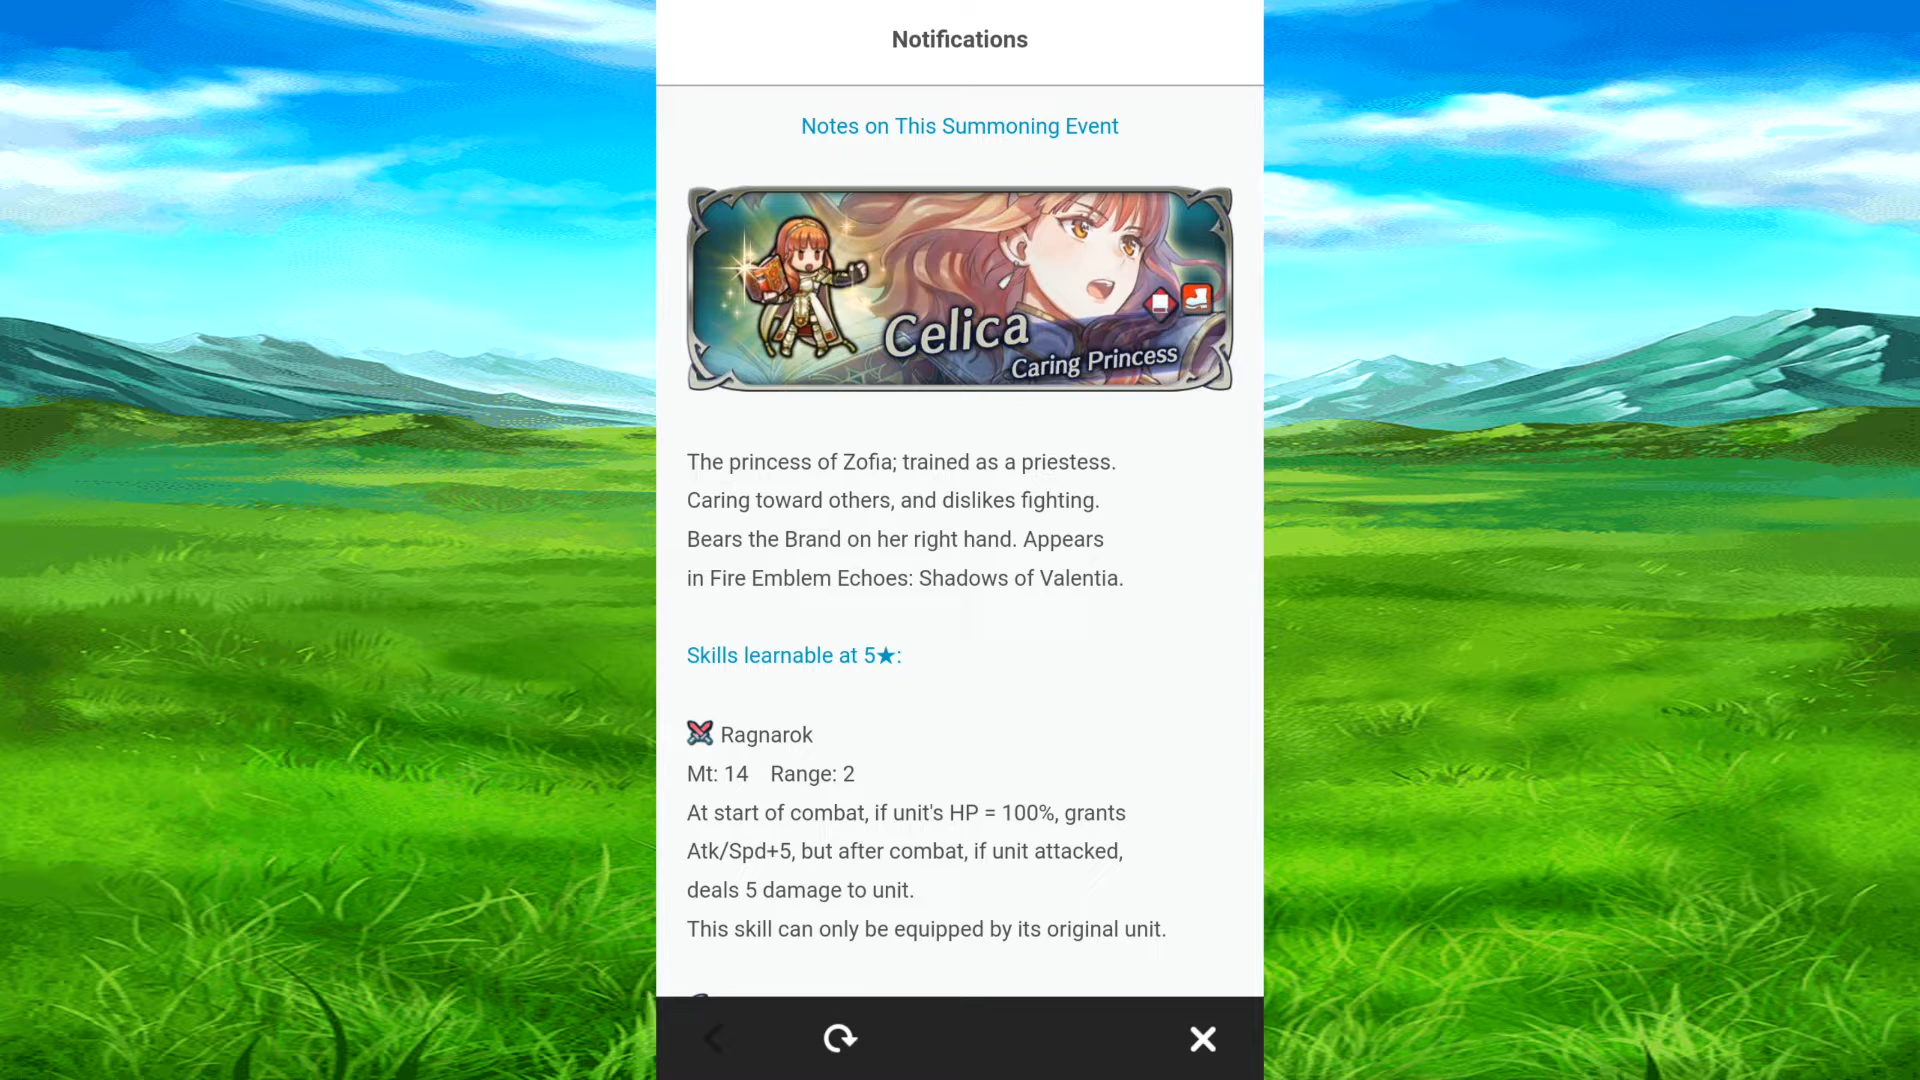 Notifications
Notes on This Summoning Event
Celica
Caring Princess
The princess of Zofia; trained as a priestess.
Caring toward others, and dislikes fighting.
Bears the Brand on her right hand. Appears
in Fire Emblem Echoes: Shadows of Valentia.
Skills learnable at 5★:
Ragnarok
Mt: 14 Range: 2
At start of combat, if unit's HP = 100%, grants
Atk/Spd+5, but after combat, if unit attacked,
deals 5 damage to unit.
This skill can only be equipped by its original unit.